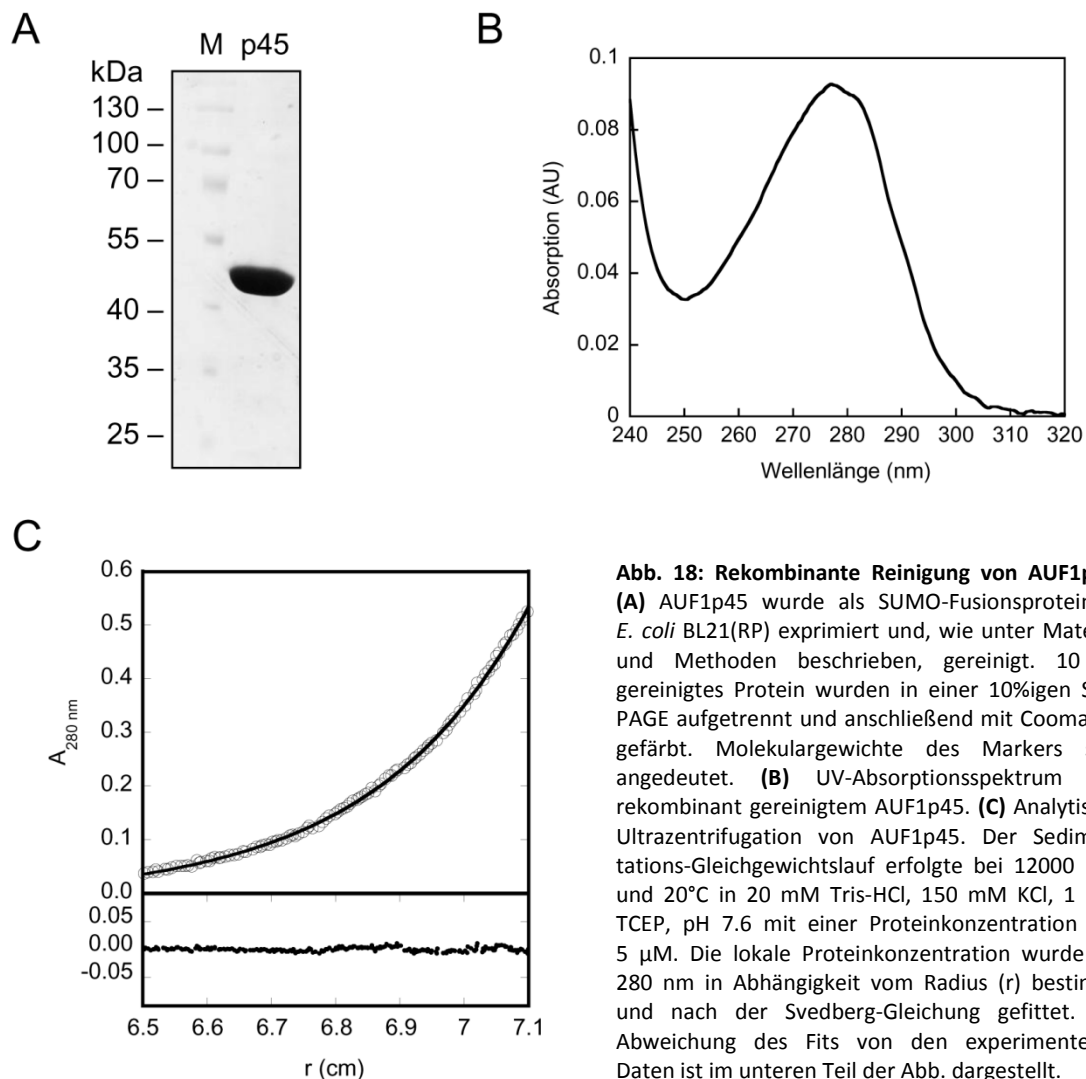 A
M p45
kDa
130
100
70
55
40
35
25
B
0.1
0.08
0.06
0.04
0.02
0
Absorption (AU)
240 250 260 270 280 290 300 310 320
Wellenlänge (nm)
C
0.6
0.5
0.4
0.3
0.2
0.1
0.0
A280 nm
0.05
0.00
-0.05
6.5 6.6 6.7 6.8 6.9 7 7.1
r (cm)
Abb. 18: Rekombinante Reinigung von AUF1p
(A) AUF1p45 wurde als SUMO-Fusionsprotein
E. coli BL21(RP) exprimiert und, wie unter Mate
und Methoden beschrieben, gereinigt. 10
gereinigtes Protein wurden in einer 10%igen S
PAGE aufgetrennt und anschließend mit Cooma
gefärbt. Molekulargewichte des Markers
angedeutet. (B) UV-Absorptionsspektrum
rekombinant gereinigtem AUF1p45. (C) Analytis
Ultrazentrifugation von AUF1p45. Der Sedim
tations-Gleichgewichtslauf erfolgte bei 12000
und 20°C in 20 mM Tris-HCl, 150 mM KCl, 1
TCEP, pH 7.6 mit einer Proteinkonzentration
5 µM. Die lokale Proteinkonzentration wurde
280 nm in Abhängigkeit vom Radius (r) bestin
und nach der Svedberg-Gleichung gefittet.
Abweichung des Fits von den experimente
Daten ist im unteren Teil der Abb. dargestellt.